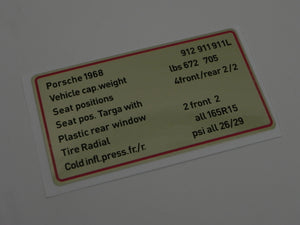 Porsche 1968 912 911 911L
Vehicle cap.weight lbs 672 705
Seat positions 4front/rear 2/2
Seat pos. Targa with
Plastic rear window 2 front 2
Tire Radial all 165R15
Cold infl.press.fr/r. psi all 26/29